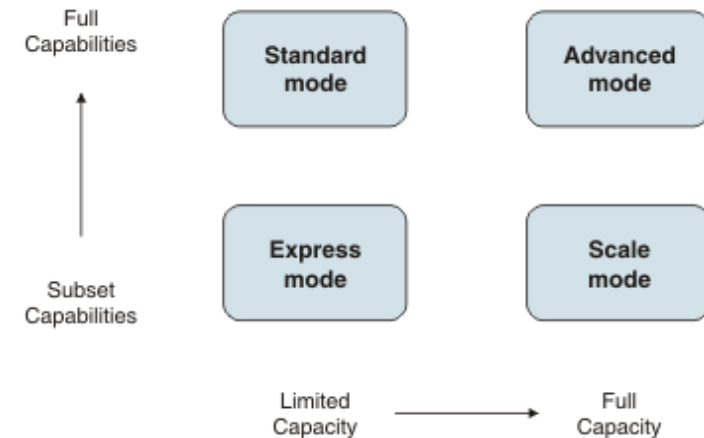 Full
Capabilities
Standard
mode
Advanced
mode
Express
mode
Scale
mode
Subset
Capabilities
Limited
Capacity
Full
Capacity